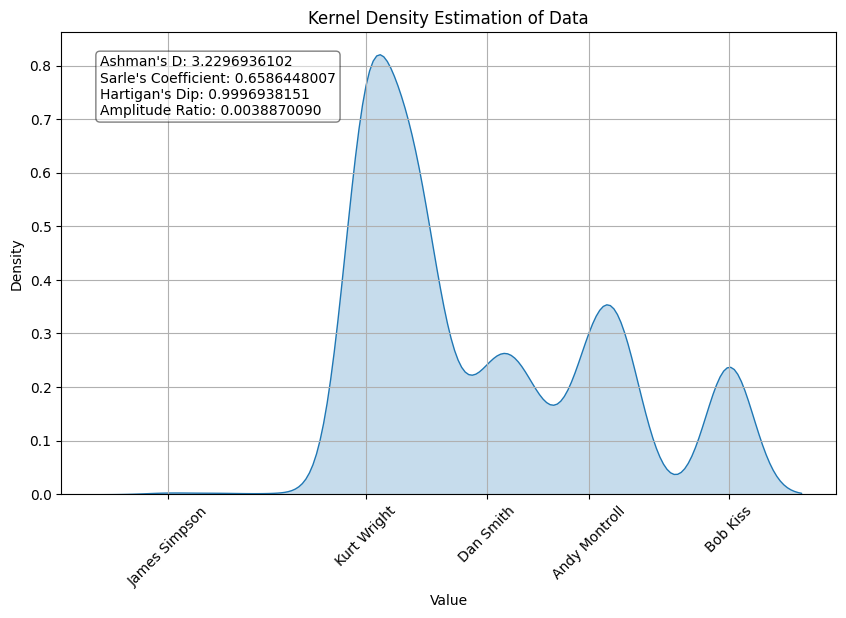 Kernel Density Estimation of Data
Ashman's D: 3.2296936102
Sarle's Coefficient: 0.6586448007
Hartigan's Dip: 0.9996938151
Amplitude Ratio: 0.0038870090
Density
0.8
0.7
0.6
0.5
0.4
0.3
0.2
0.1
0.0
James Simpson
Kurt Wright
Dan Smith
Andy Montroll
Bob Kiss
Value